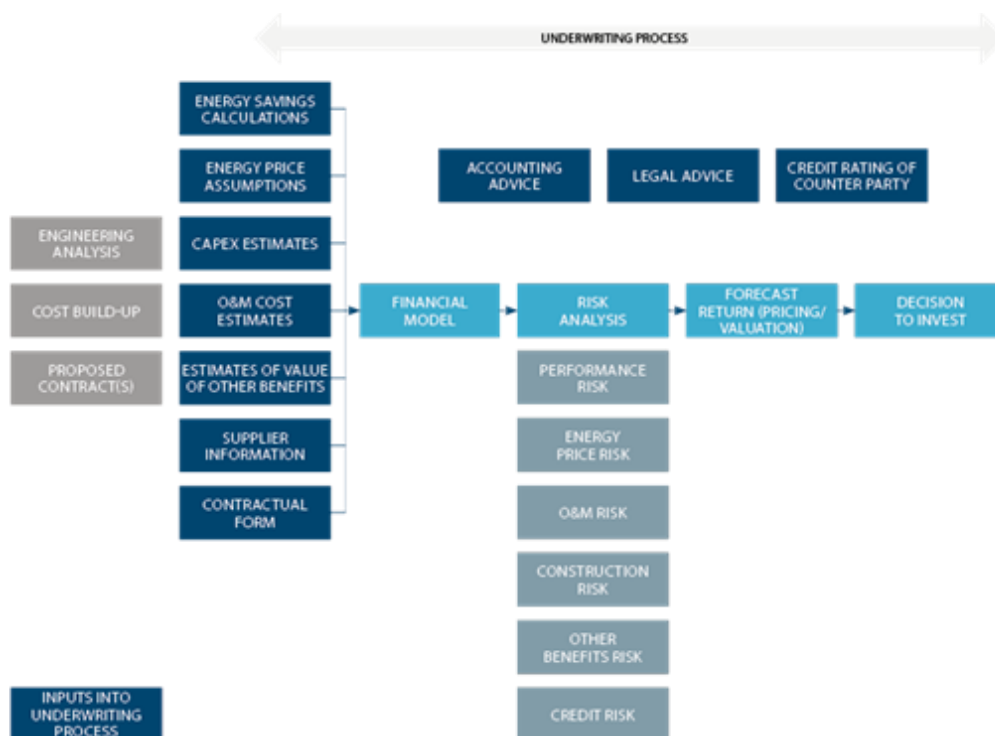 UNDERWRITING PROCESS
ENERGY SAVINGS
CALCULATIONS
ENERGY PRICE
ASSUMPTIONS
ACCOUNTING
ADVICE
LEGAL ADVICE
CREDIT RATING OF
COUNTER PARTY
ENGINEERING
ANALYSIS
CAPEX ESTIMATES
COST BUILD-UP
O&M COST
ESTIMATES
FINANCIAL
MODEL
RISK
ANALYSIS
FORECAST
RETURN (PRICING/
VALUATION)
DECISION
TO INVEST
PROPOSED
CONTRACT(S)
ESTIMATES OF VALUE
OF OTHER BENEFITS
PERFORMANCE
RISK
SUPPLIER
INFORMATION
ENERGY
PRICE RISK
CONTRACTUAL
FORM
O&M RISK
CONSTRUCTION
RISK
OTHER
BENEFITS RISK
INPUTS INTO
UNDERWRITING
PROCESS
CREDIT RISK